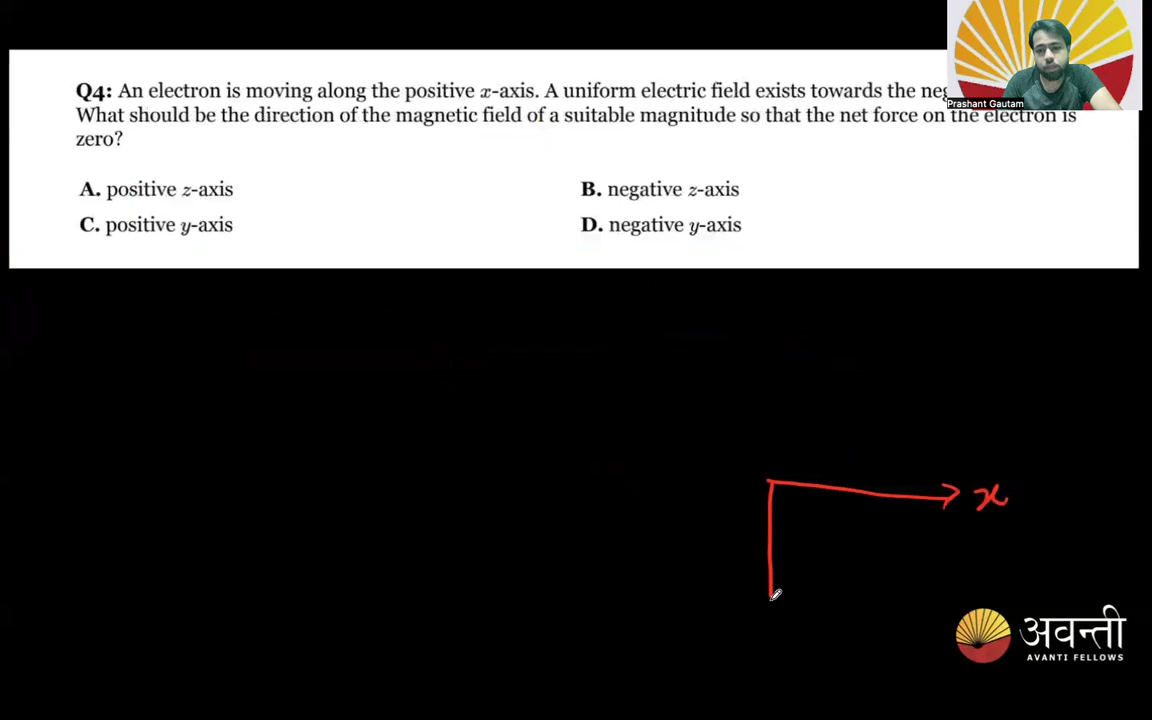 Q4: An electron is moving along the positive x-axis. A uniform electric field exists towards the
Prashant Gautam
What should be the direction of the magnetic field of a suitable magnitude so that the net force on the electron is
zero?
A. positive z-axis
B. negative z-axis
C. positive y-axis
D. negative y-axis
x
अवन्ती
AVANTI FELLOWS